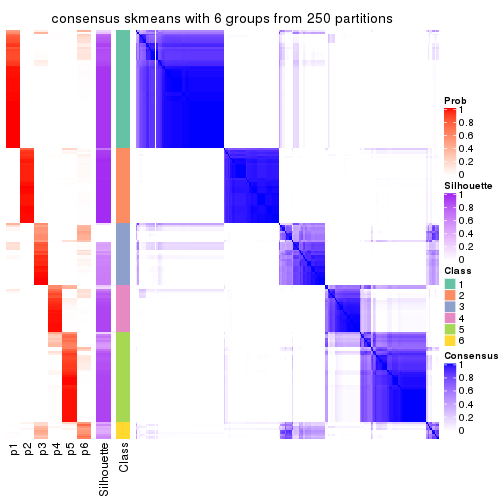 consensus skmeans with 6 groups from 250 partitions
Prob
1
0.8
0.6
0.4
0.2
0
Silhouette
1
0.8
0.6
0.4
0.2
0
Class
1
2
3
4
5
6
Consensus
1
0.8
0.6
0.4
0.2
0
p1
p2
p3
p4
p5
p6
Silhouette
Class